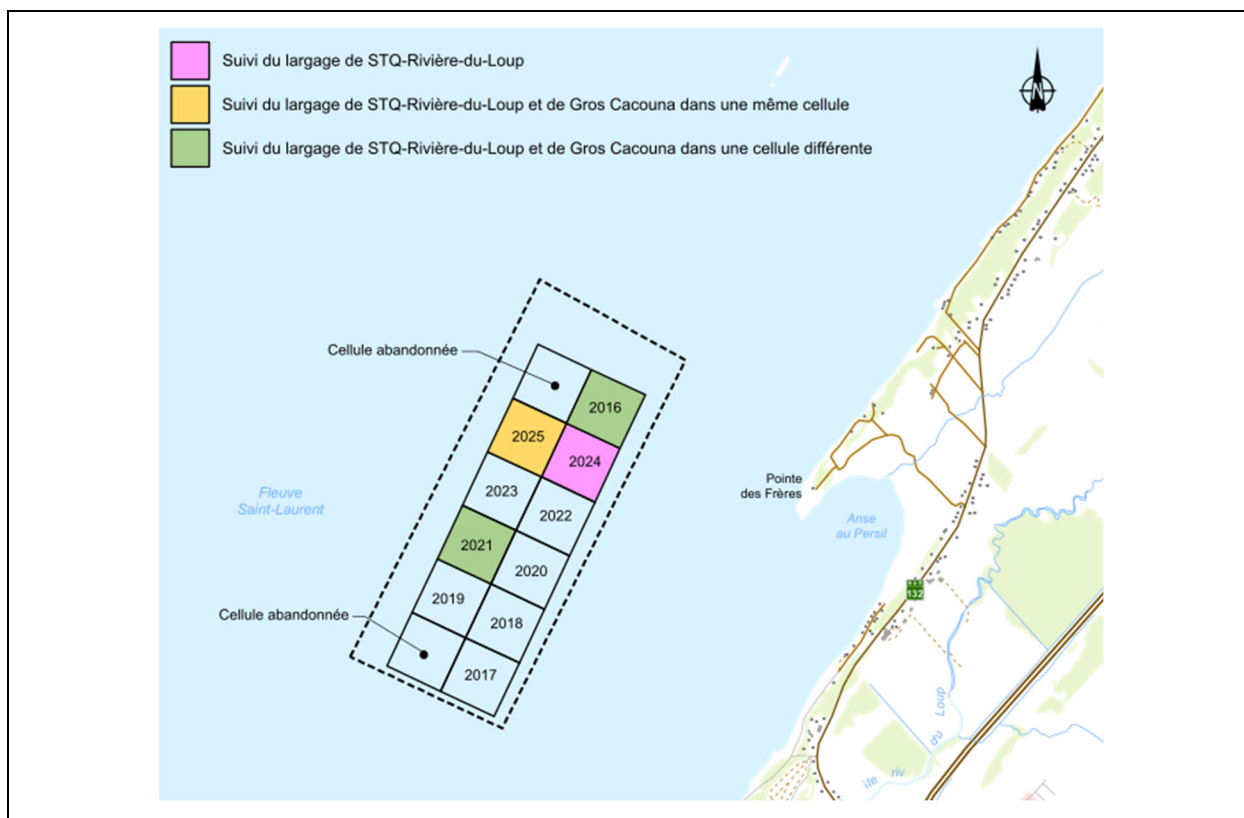 Suivi du largage de STQ-Rivière-du-Loup
Suivi du largage de STQ-Rivière-du-Loup et de Gros Cacouna dans une même cellule
Suivi du largage de STQ-Rivière-du-Loup et de Gros Cacouna dans une cellule différente
N
Cellule abandonnée
2016
2025
2024
Pointe
des Frères
2023
Fleuve
Saint-Laurent
2022
Anse
au Persil
2021
2020
132
2019
Cellule abandonnée
2018
2017
ite riv
du Loup